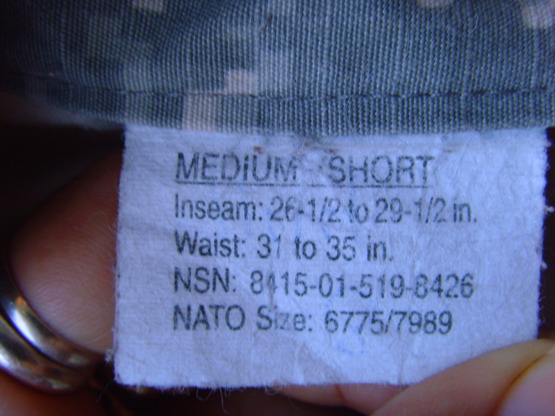 MEDIUM SHORT
Inseam: 26-1/2 to 29-1/2 in.
Waist: 31 to 35 in.
NSN: 8415-01-519-8426
NATO Size: 6775/7989